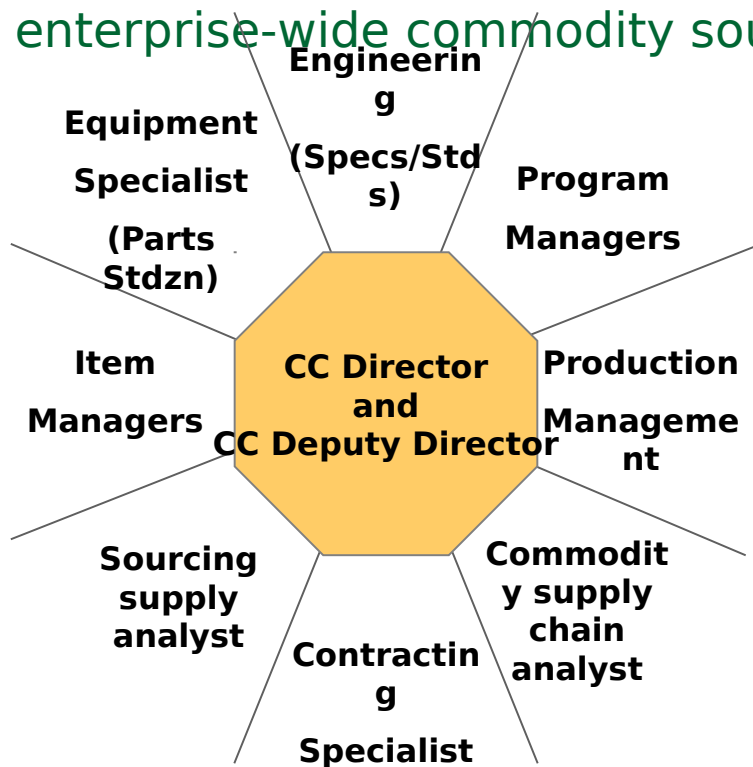 enterprise-wide commodity sou
Engineerin
g
(Specs/Std
s)
Equipment
Specialist
(Parts
Stdzn)
Program
Managers
Item
Managers
CC Director
and
CC Deputy Director
Production
Manageme
nt
Sourcing
supply
analyst
Commodit
y supply
chain
analyst
Contractin
g
Specialist